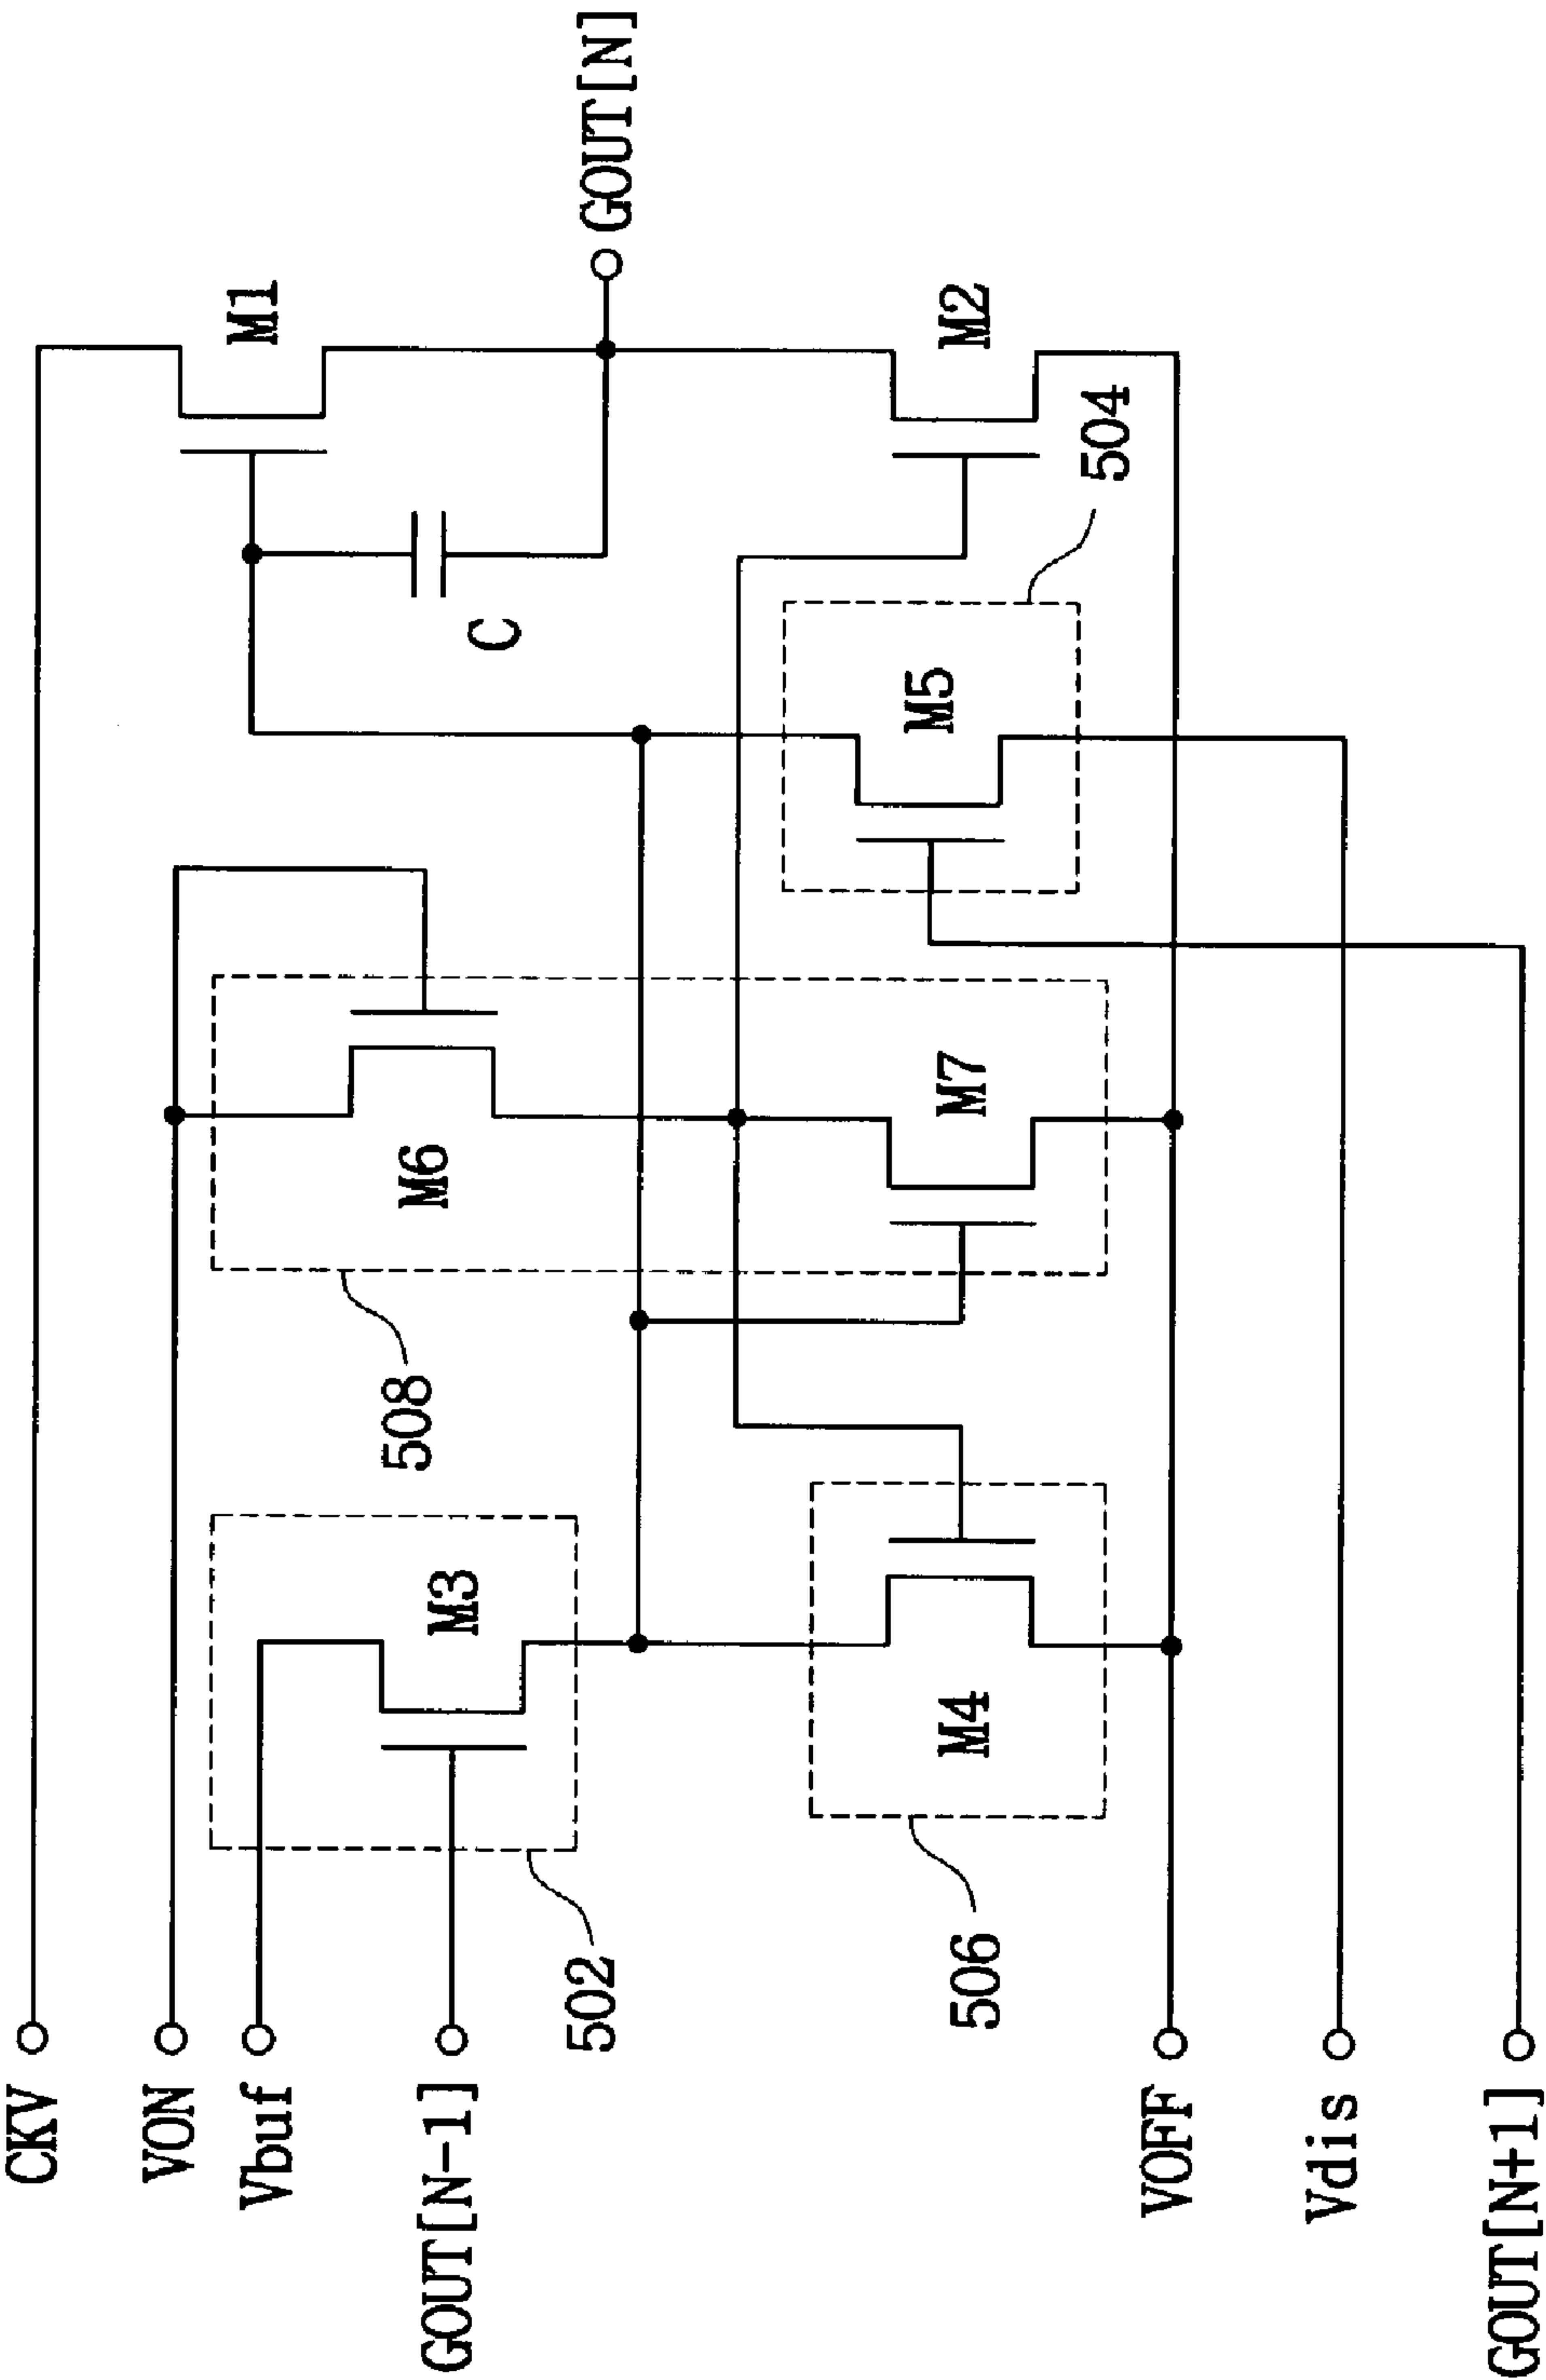 CKV
VON
Vbuf
GOUT[N-1]
VOFF
Vdis
GOUT[N+1]
502
M3
506
M4
508
M6
M7
M5
504
C
M1
M2
GOUT[N]